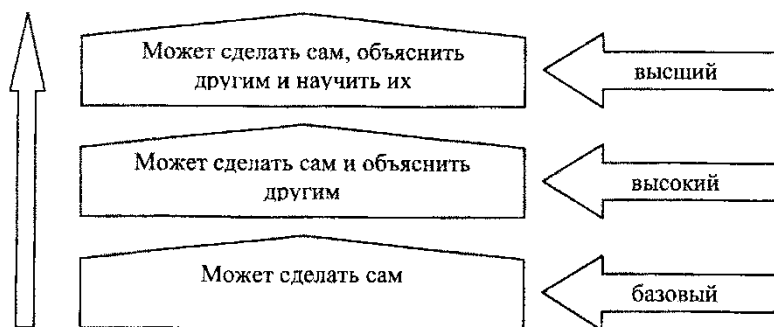 Может сделать сам, объяснить
другим и научить их
высший
Может сделать сам и объяснить
другим
высокий
Может сделать сам
базовый